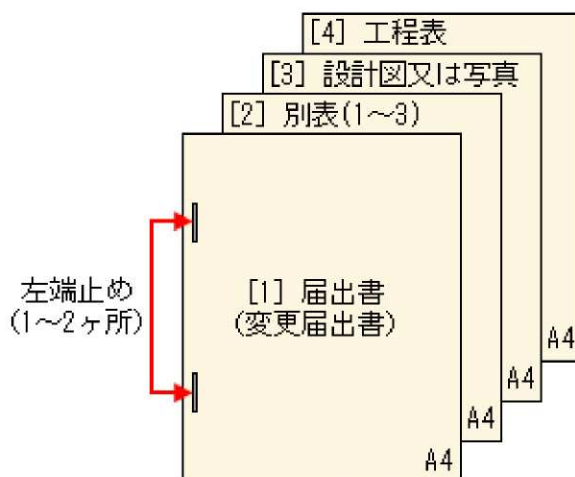 [4] 工程表
[3] 設計図又は写真
[2] 別表(1～3)
左端止め
(1～2ヶ所)
[1] 届出書
(変更届出書)
A4
A4
A4
A4